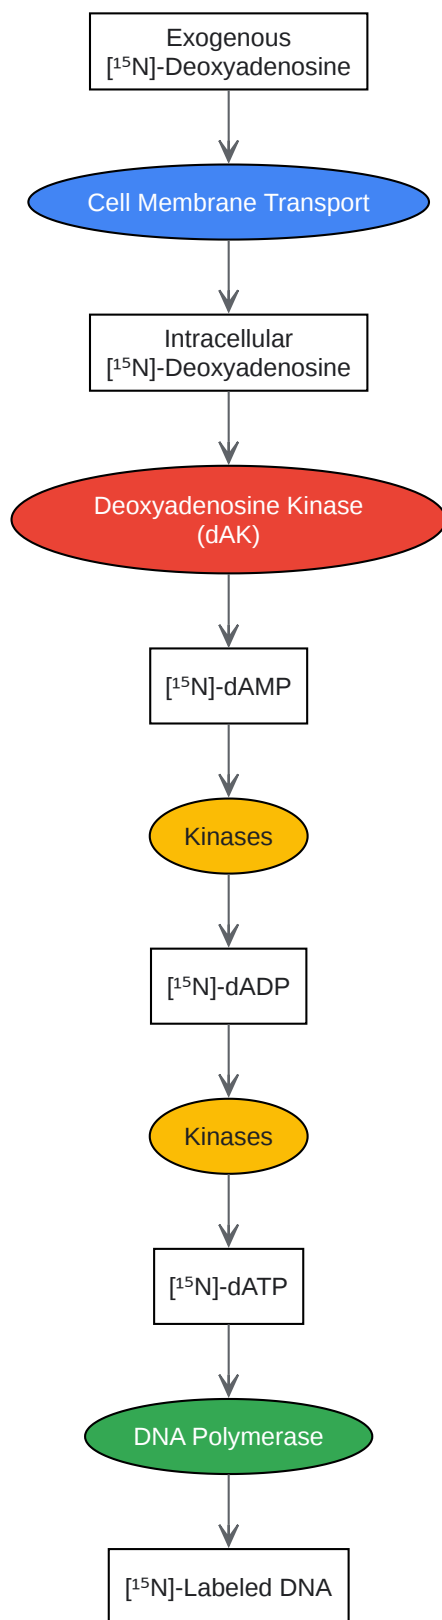 Exogenous
[¹⁵N]-Deoxyadenosine
Cell Membrane Transport
Intracellular
[¹⁵N]-Deoxyadenosine
Deoxyadenosine Kinase
(dAK)
[¹⁵N]-dAMP
Kinases
[¹⁵N]-dADP
Kinases
[¹⁵N]-dATP
DNA Polymerase
[¹⁵N]-Labeled DNA